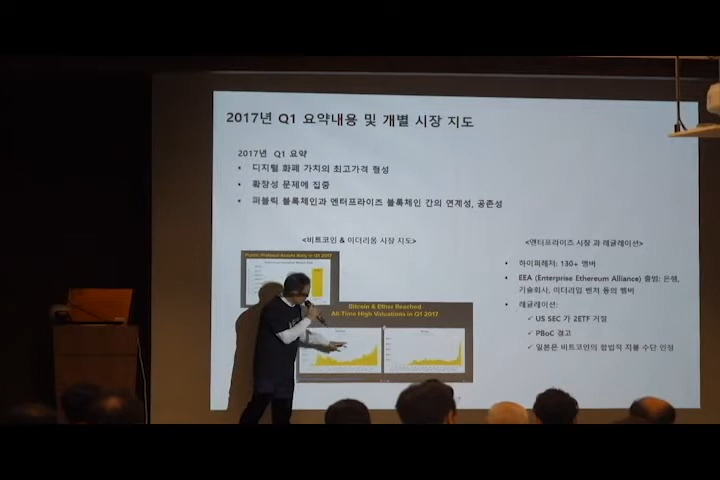 2017년 Q1 요약내용 및 개별 시장 지도
2017년 Q1 요약
• 디지털 화폐 가치의 최고가격 형성
• 확장성 문제에 집중
• 퍼블릭 블록체인과 엔터프라이즈 블록체인 간의 연계성, 공존성
<비트코인 & 이더리움 시장 지도>
Public Protocol Assets Rally in Q1 2017
Bitcoin & Ether Reached
All-Time High Valuations in Q1 2017
<엔터프라이즈 시장 과 레귤레이션>
• 하이퍼레저: 130+ 멤버
• EEA (Enterprise Ethereum Alliance) 출범: 은행,
기술회사, 이더리엄 벤처 등의 멤버
• 레귤레이션:
✓ US SEC 가 2ETF 거절
✓ PBoC 경고
✓ 일본은 비트코인의 합법적 지불 수단 인정